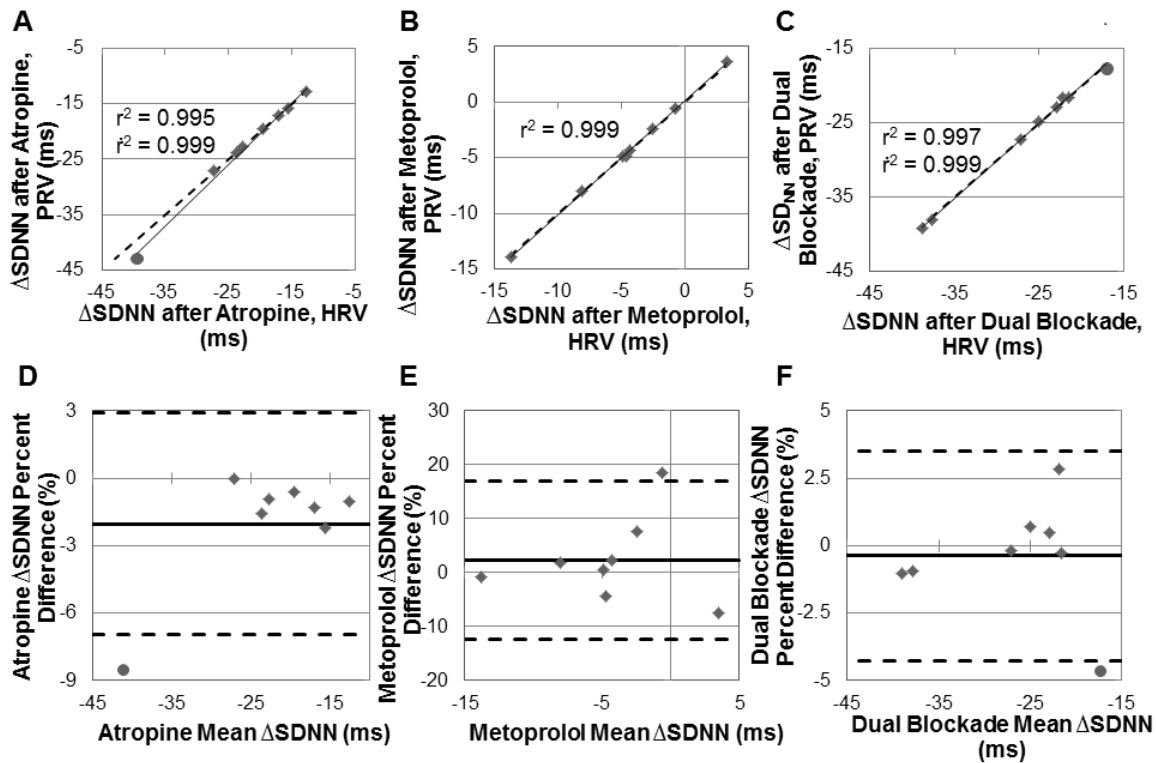 A
ΔSDNN after Atropine,
PRV (ms)
-5
-15
-25
-35
-45
r² = 0.995
ṙ² = 0.999
-45
-35
-25
-15
-5
ΔSDNN after Atropine, HRV
(ms)
B
ΔSDNN after Metoprolol,
PRV (ms)
5
0
-5
-10
-15
r² = 0.999
-15
-10
-5
0
5
ΔSDNN after Metoprolol,
HRV (ms)
C
ΔSD_NN after Dual
Blockade, PRV (ms)
-15
-25
-35
-45
r² = 0.997
ṙ² = 0.999
-45
-35
-25
-15
ΔSDNN after Dual Blockade,
HRV (ms)
D
Atropine ΔSDNN Percent
Difference (%)
3
0
-3
-6
-9
-45
-35
-25
-15
Atropine Mean ΔSDNN (ms)
E
Metoprolol ΔSDNN Percent
Difference (%)
30
20
10
0
-10
-20
-15
-5
5
Metoprolol Mean ΔSDNN (ms)
F
Dual Blockade ΔSDNN
Percent Difference (%)
5
2.5
0
-2.5
-5
-45
-35
-25
-15
Dual Blockade Mean ΔSDNN
(ms)